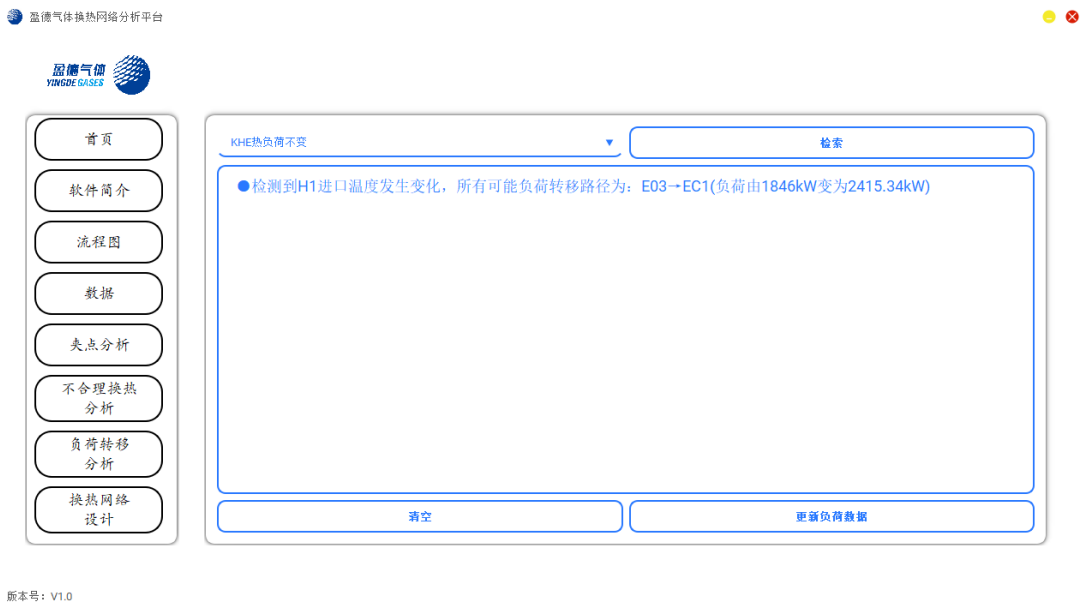 盈德气体换热网络分析平台
盈德气体
YINGDE GASES
首页
软件简介
流程图
数据
夹点分析
不合理换热
分析
负荷转移
分析
换热网络
设计
KHE热负荷不变
检索
●检测到H1进口温度发生变化，所有可能负荷转移路径为：E03→EC1(负荷由1846kW变为2415.34kW)
清空
更新负荷数据
版本号：V1.0